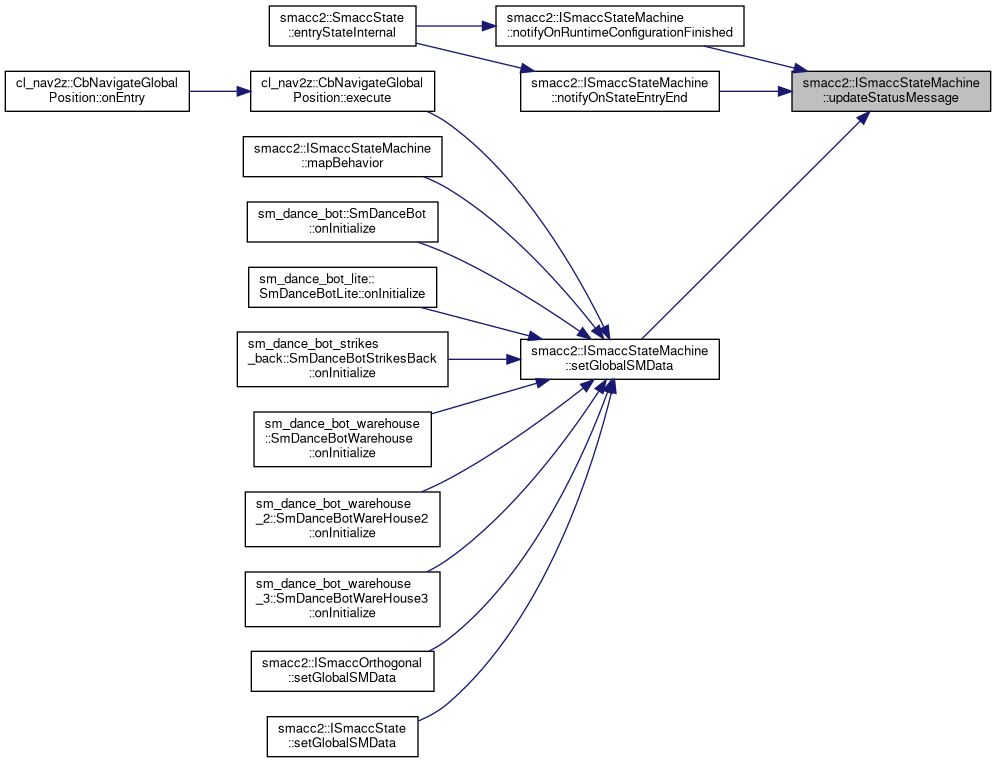 smacc2::SmaccState
::entryStateInternal
smacc2::ISmaccStateMachine
::notifyOnRuntimeConfigurationFinished
cl_nav2z::CbNavigateGlobal
Position::onEntry
cl_nav2z::CbNavigateGlobal
Position::execute
smacc2::ISmaccStateMachine
::notifyOnStateEntryEnd
smacc2::ISmaccStateMachine
::updateStatusMessage
smacc2::ISmaccStateMachine
::mapBehavior
sm_dance_bot::SmDanceBot
::onInitialize
sm_dance_bot_lite::
SmDanceBotLite::onInitialize
sm_dance_bot_strikes
_back::SmDanceBotStrikesBack
::onInitialize
smacc2::ISmaccStateMachine
::setGlobalSMData
sm_dance_bot_warehouse
::SmDanceBotWarehouse
::onInitialize
sm_dance_bot_warehouse
_2::SmDanceBotWareHouse2
::onInitialize
sm_dance_bot_warehouse
_3::SmDanceBotWareHouse3
::onInitialize
smacc2::ISmaccOrthogonal
::setGlobalSMData
smacc2::ISmaccState
::setGlobalSMData